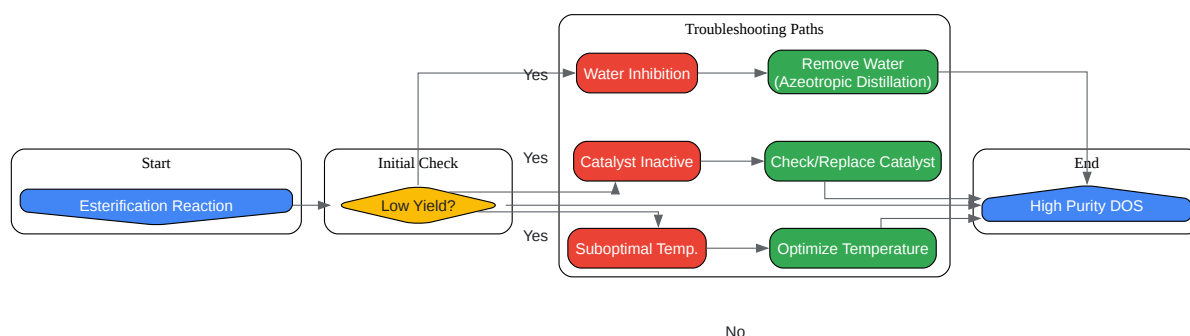 Troubleshooting Paths
Yes
Water Inhibition
Remove Water
(Azeotropic Distillation)
Start
Initial Check
Yes
Catalyst Inactive
Check/Replace Catalyst
End
Esterification Reaction
Low Yield?
High Purity DOS
Yes
Suboptimal Temp.
Optimize Temperature
No